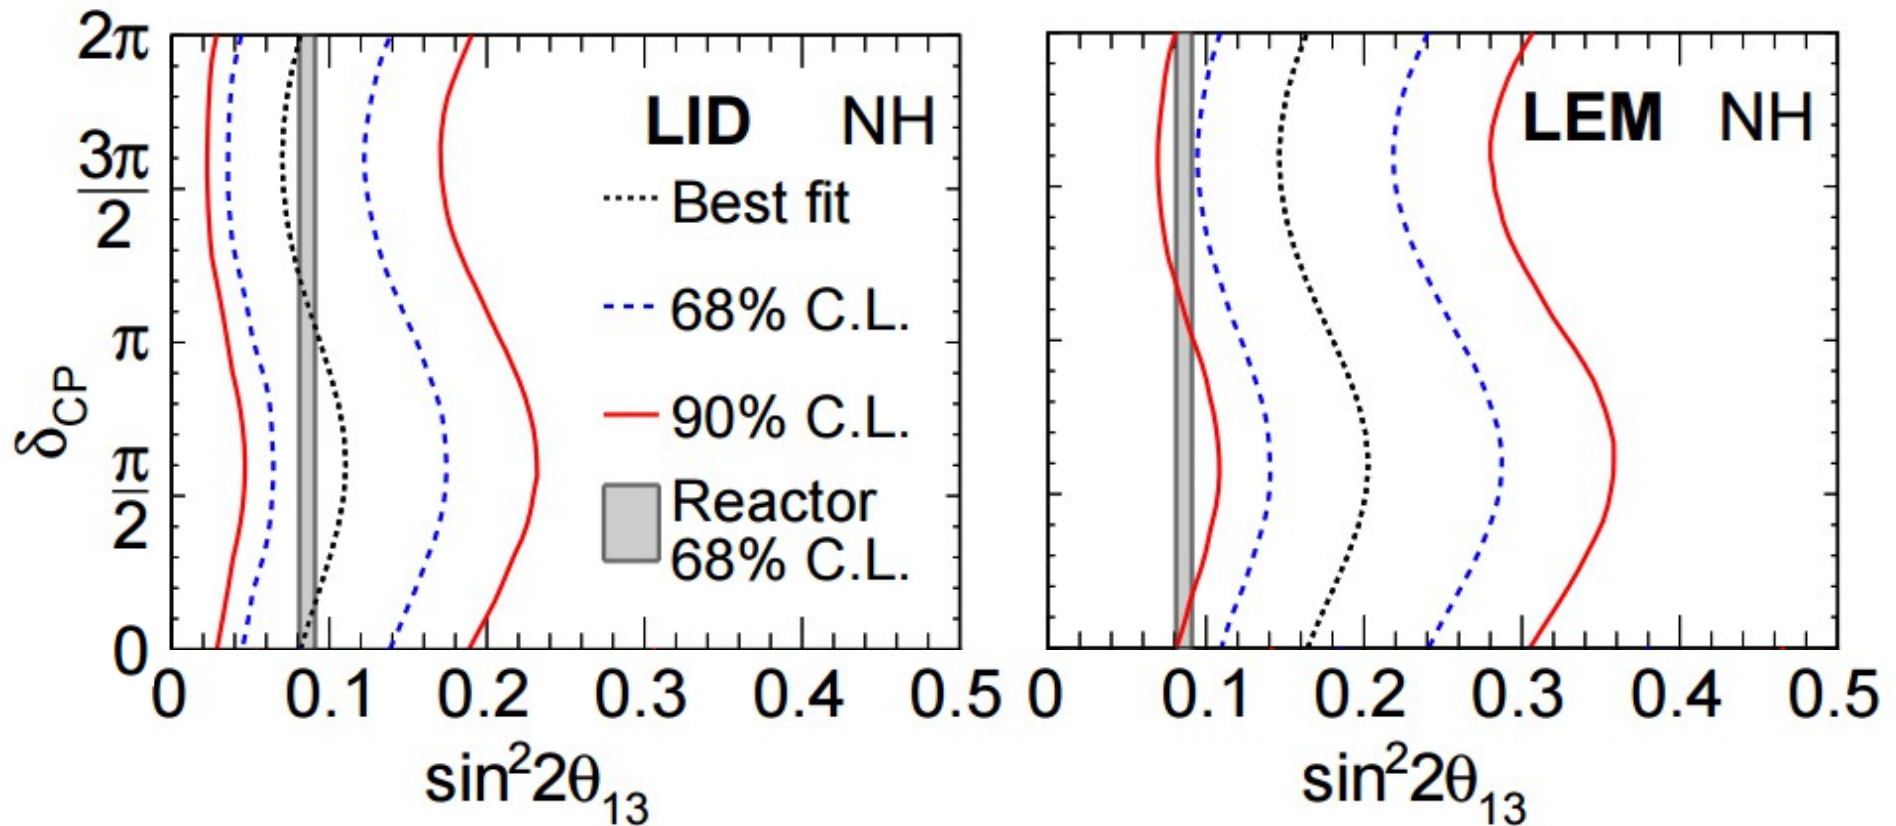 2π
3π
2
π
π
2
0
δCP
LID NH
Best fit
68% C.L.
90% C.L.
Reactor
68% C.L.
0 0.1 0.2 0.3 0.4 0.5
sin²2θ₁₃
LEM NH
0 0.1 0.2 0.3 0.4 0.5
sin²2θ₁₃